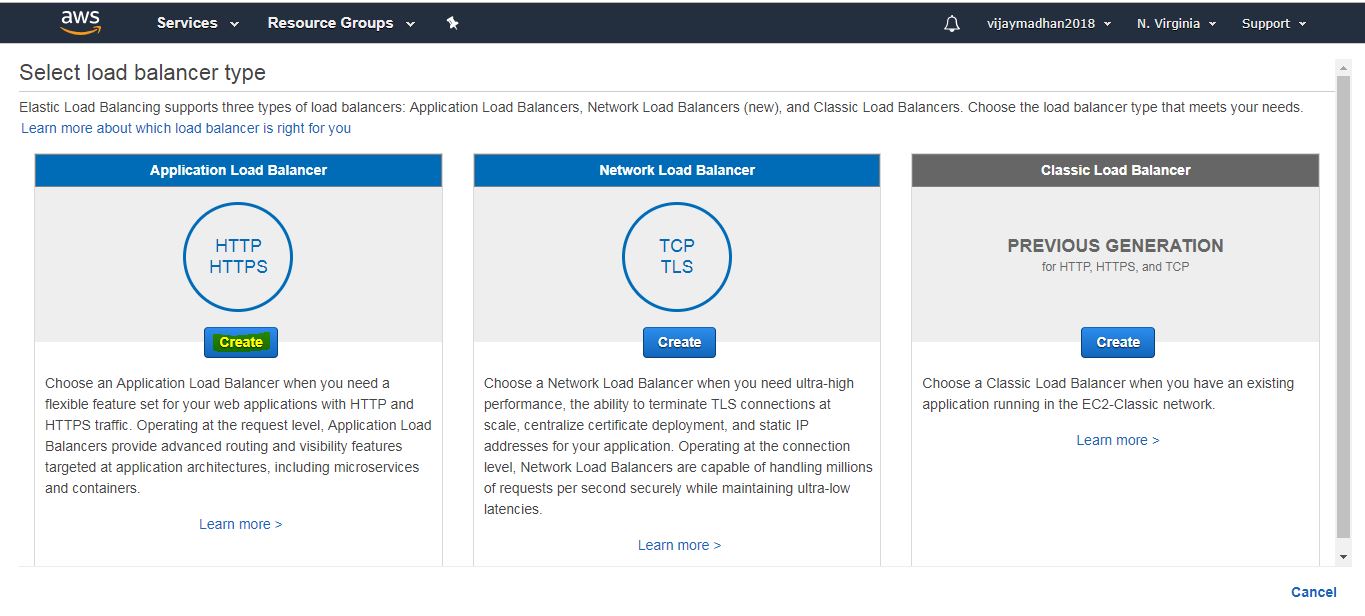 aws Services Resource Groups vijaymadhan2018 N. Virginia Support
Select load balancer type
Elastic Load Balancing supports three types of load balancers: Application Load Balancers, Network Load Balancers (new), and Classic Load Balancers. Choose the load balancer type that meets your needs.
Learn more about which load balancer is right for you
Application Load Balancer
HTTP
HTTPS
Create
Choose an Application Load Balancer when you need a
flexible feature set for your web applications with HTTP and
HTTPS traffic. Operating at the request level, Application Load
Balancers provide advanced routing and visibility features
targeted at application architectures, including microservices
and containers.
Learn more >
Network Load Balancer
TCP
TLS
Create
Choose a Network Load Balancer when you need ultra-high
performance, the ability to terminate TLS connections at
scale, centralize certificate deployment, and static IP
addresses for your application. Operating at the connection
level, Network Load Balancers are capable of handling millions
of requests per second securely while maintaining ultra-low
latencies.
Learn more >
Classic Load Balancer
PREVIOUS GENERATION
for HTTP, HTTPS, and TCP
Create
Choose a Classic Load Balancer when you have an existing
application running in the EC2-Classic network.
Learn more >
Cancel